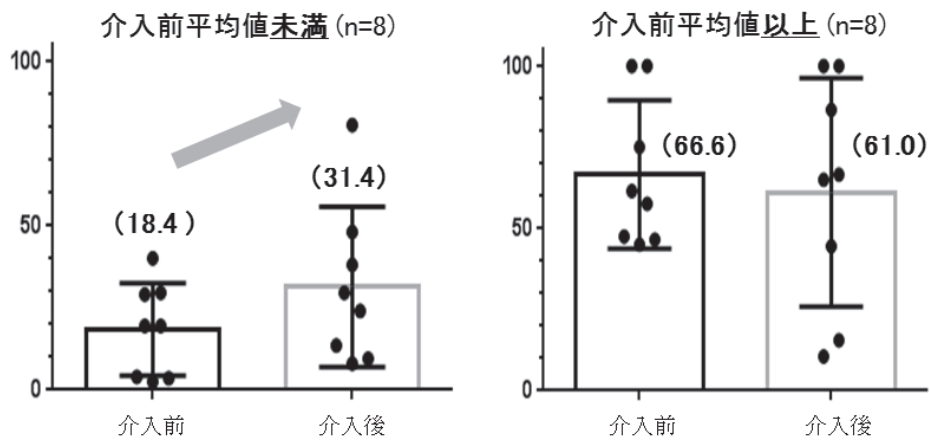 介入前平均値未満(n=8)
100
50
0
(18.4 )
(31.4)
介入前
介入後
介入前平均値以上(n=8)
100
50
0
(66.6)
(61.0)
介入前
介入後